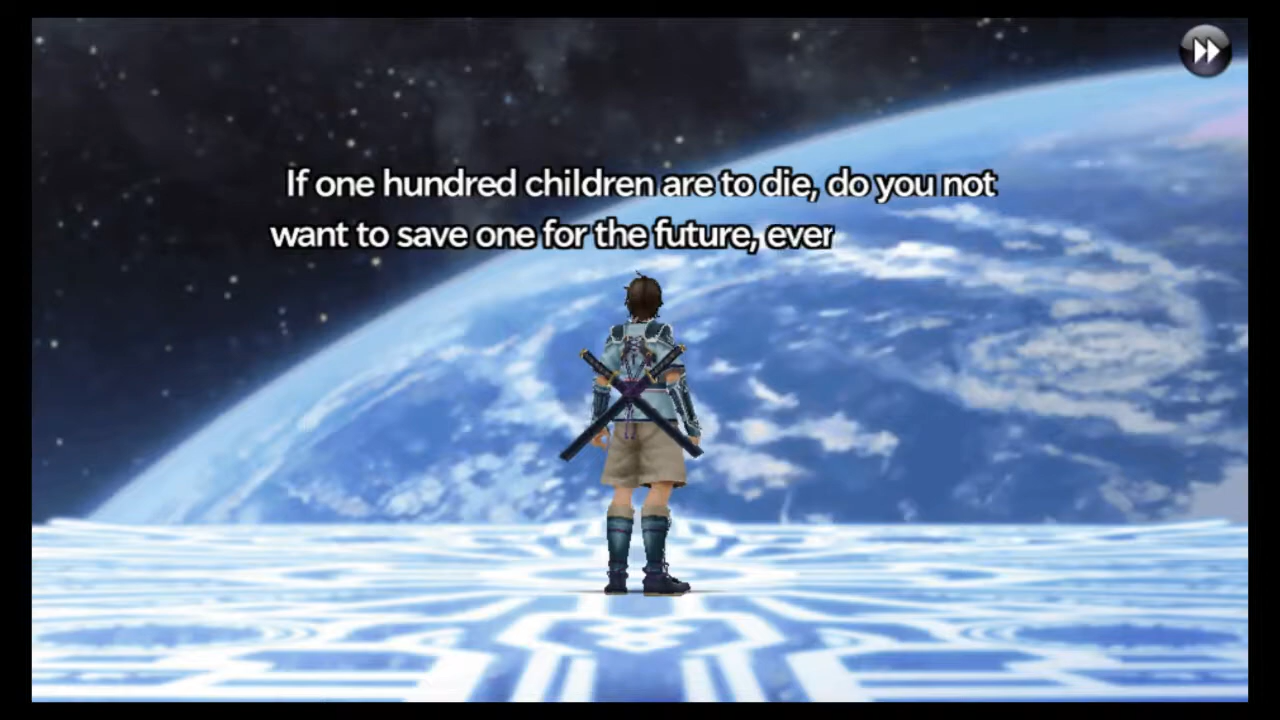 If one hundred children are to die, do you not
want to save one for the future, ever